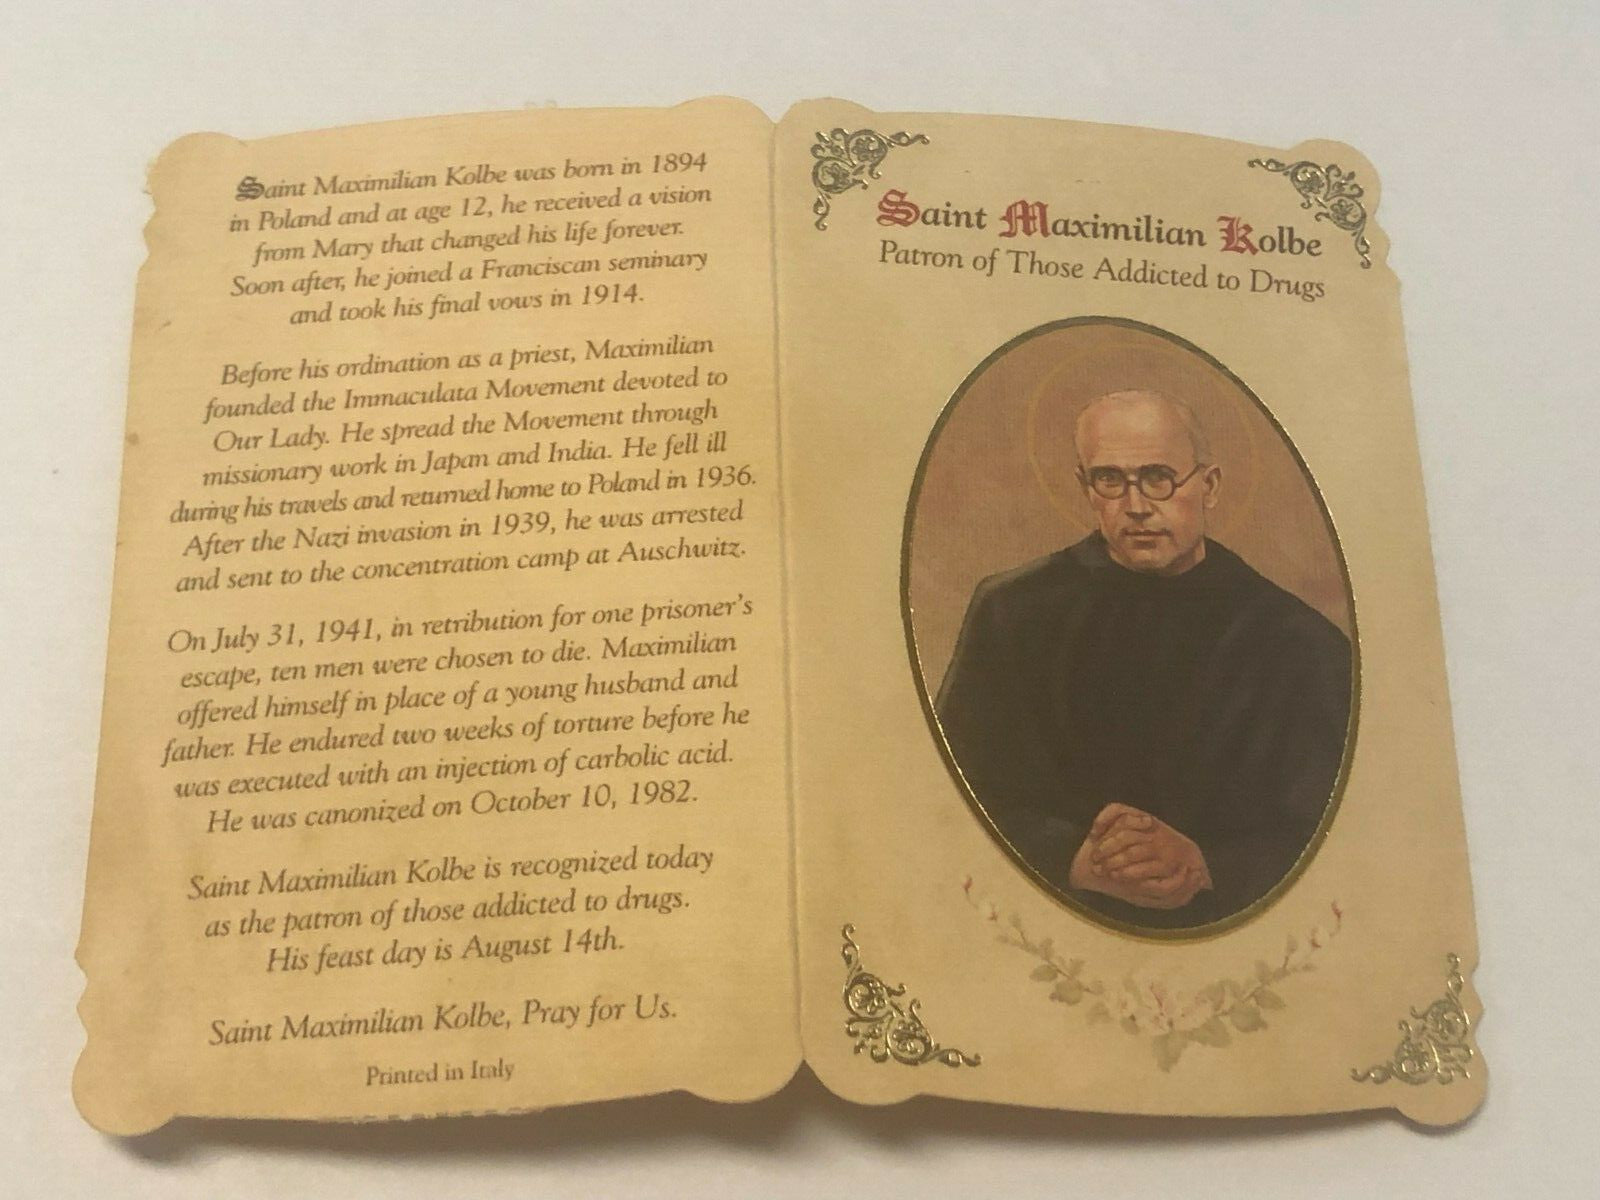 Saint Maximilian Kolbe was born in 1894
in Poland and at age 12, he received a vision
from Mary that changed his life forever.
Soon after, he joined a Franciscan seminary
and took his final vows in 1914.
Before his ordination as a priest, Maximilian
founded the Immaculata Movement devoted to
Our Lady. He spread the Movement through
missionary work in Japan and India. He fell ill
during his travels and returned home to Poland in 1936.
After the Nazi invasion in 1939, he was arrested
and sent to the concentration camp at Auschwitz.
On July 31, 1941, in retribution for one prisoner's
escape, ten men were chosen to die. Maximilian
offered himself in place of a young husband and
father. He endured two weeks of torture before he
was executed with an injection of carbolic acid.
He was canonized on October 10, 1982.
Saint Maximilian Kolbe is recognized today
as the patron of those addicted to drugs.
His feast day is August 14th.
Saint Maximilian Kolbe, Pray for Us.
Printed in Italy
Saint Maximilian Kolbe
Patron of Those Addicted to Drugs